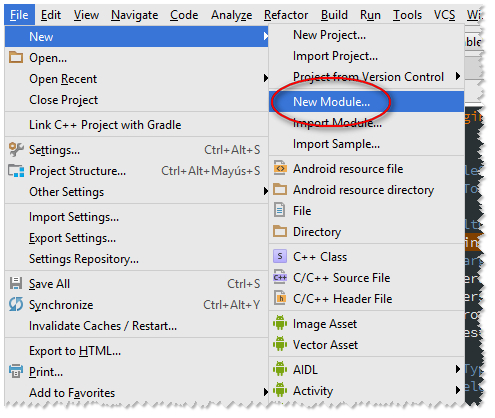 File Edit View Navigate Code Analyze Refactor Build Run Tools VCS
New
Open...
Open Recent
Close Project
Link C++ Project with Gradle
Settings... Ctrl+Alt+S
Project Structure... Ctrl+Alt+Mayús+S
Other Settings
Import Settings...
Export Settings...
Settings Repository...
Save All Ctrl+S
Synchronize Ctrl+Alt+Y
Invalidate Caches / Restart...
Export to HTML...
Print...
Add to Favorites
New Project...
Import Project...
Project from Version Control
New Module...
Import Module...
Import Sample...
Android resource file
Android resource directory
File
Directory
S C++ Class
C++ C/C++ Source File
C/C++ Header File
Image Asset
Vector Asset
AIDL
Activity